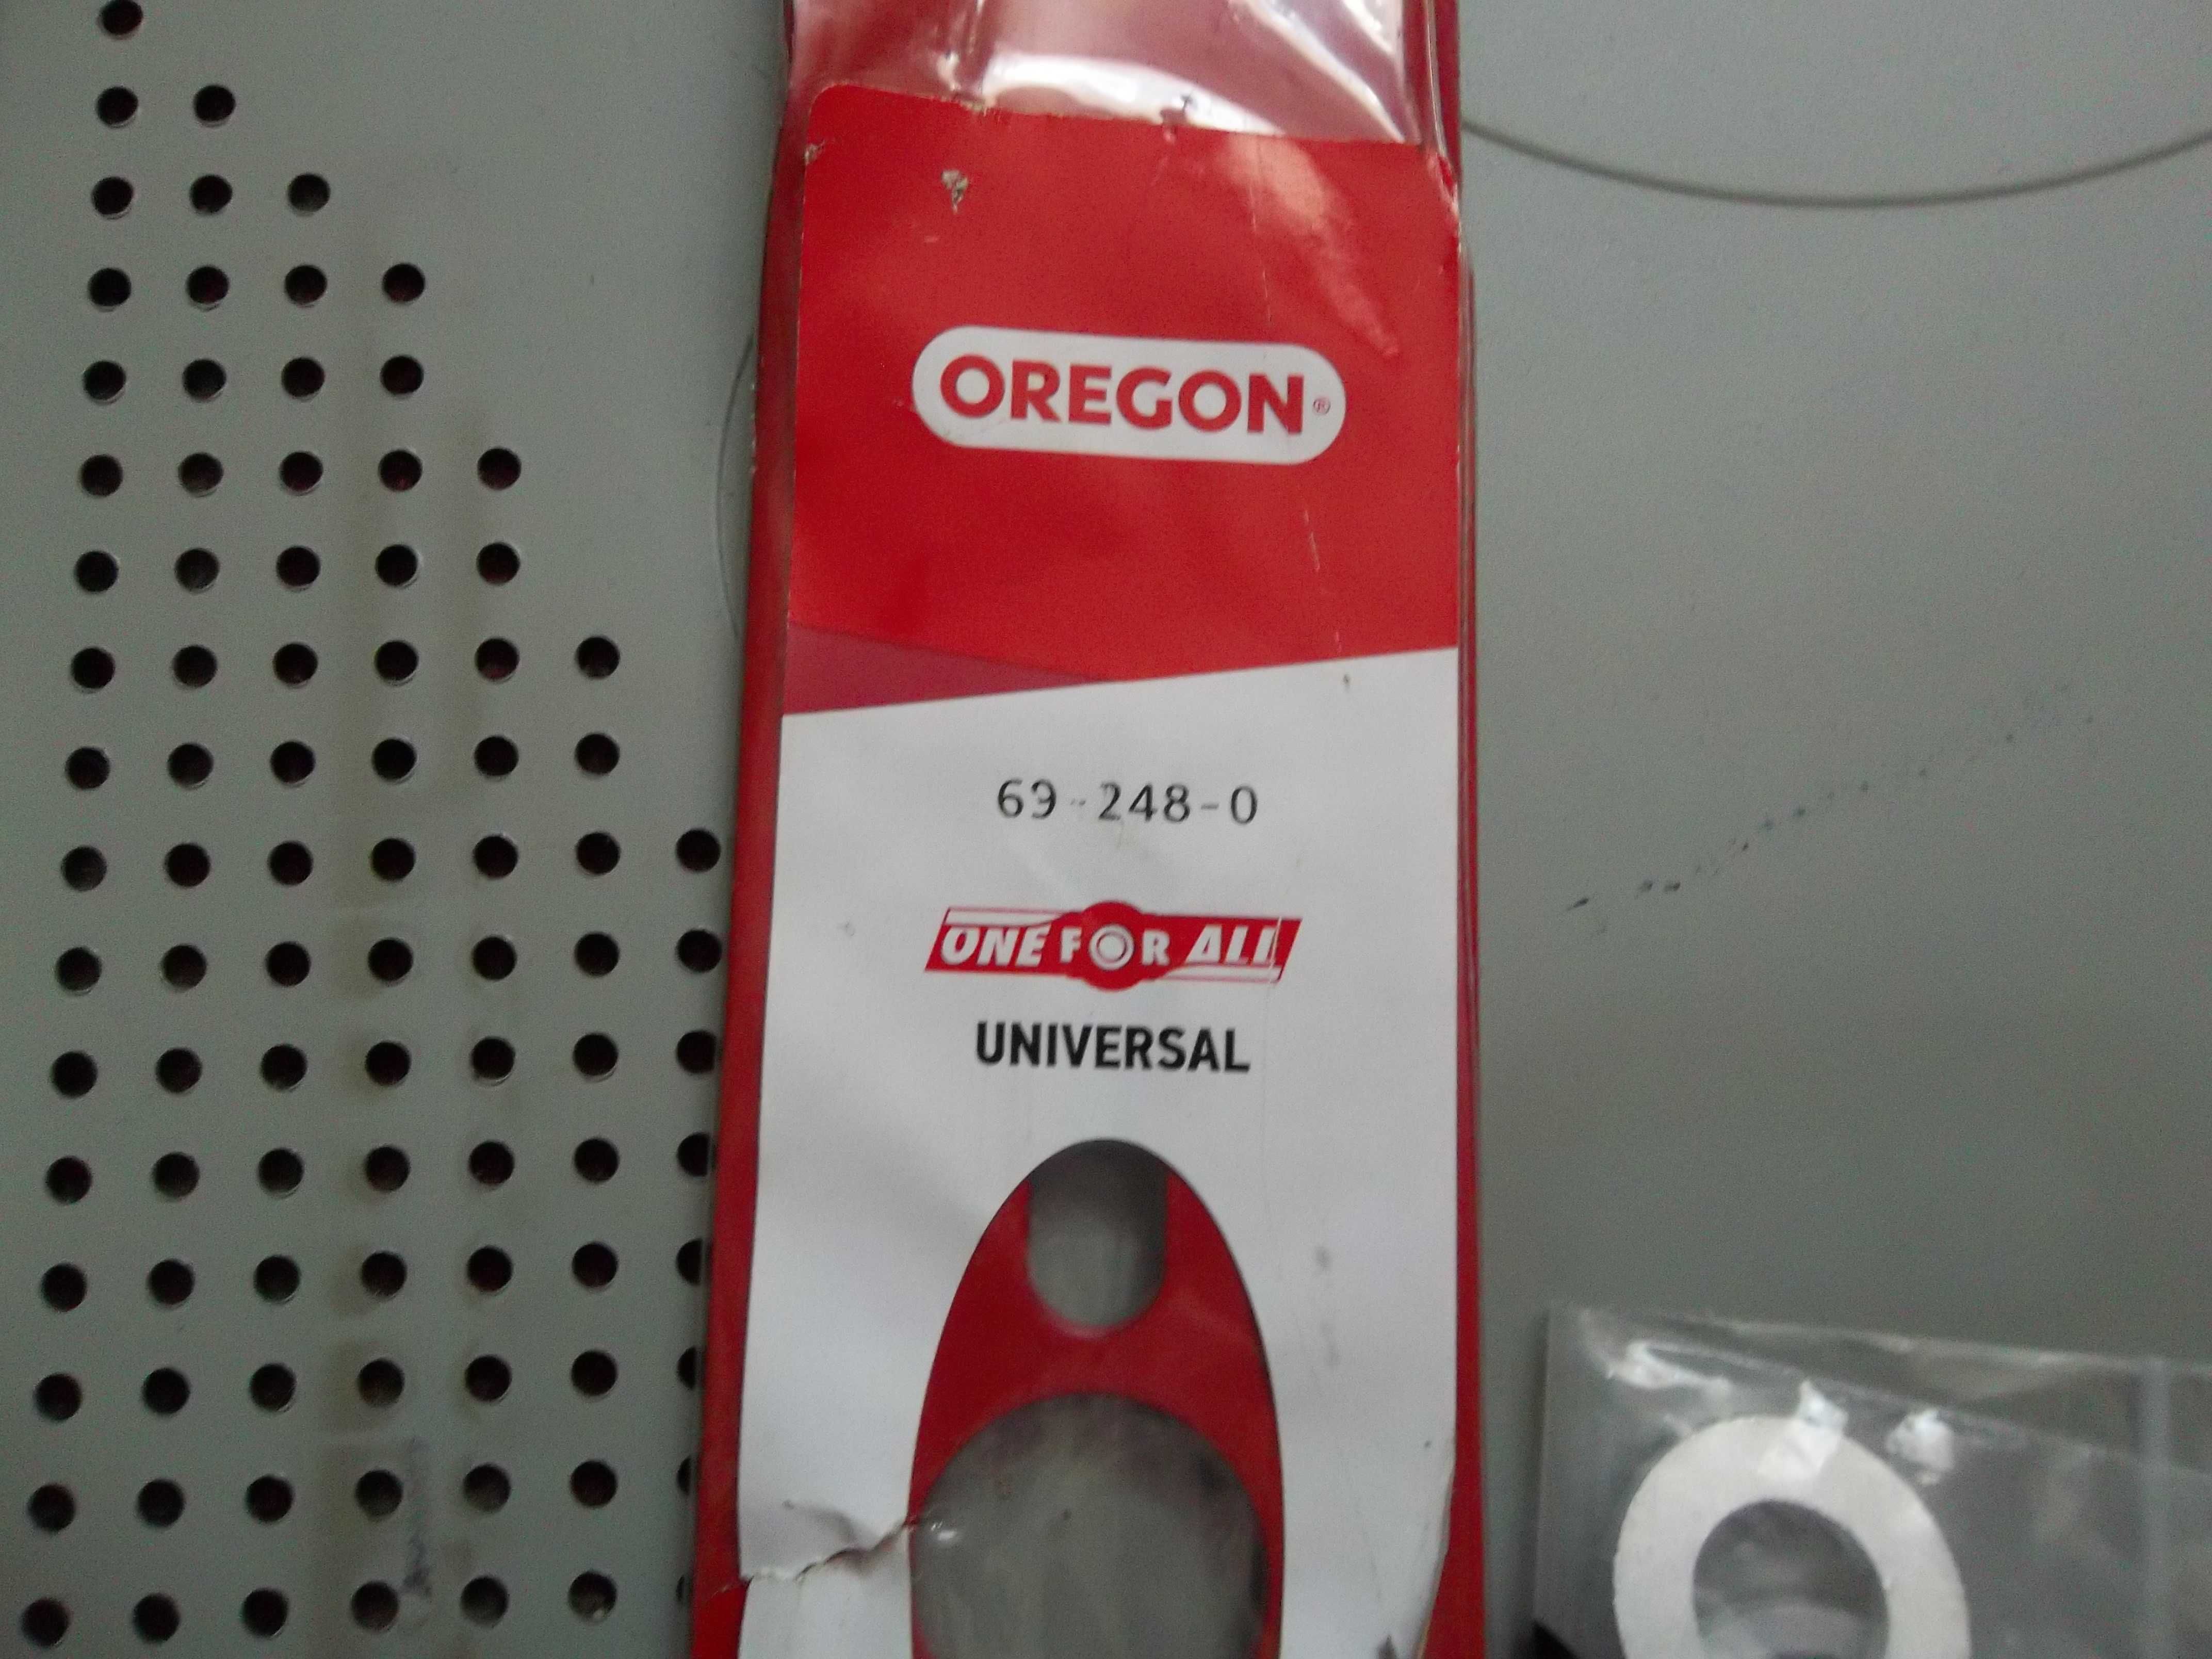 OREGON®
69-248-0
ONE FOR ALL
UNIVERSAL